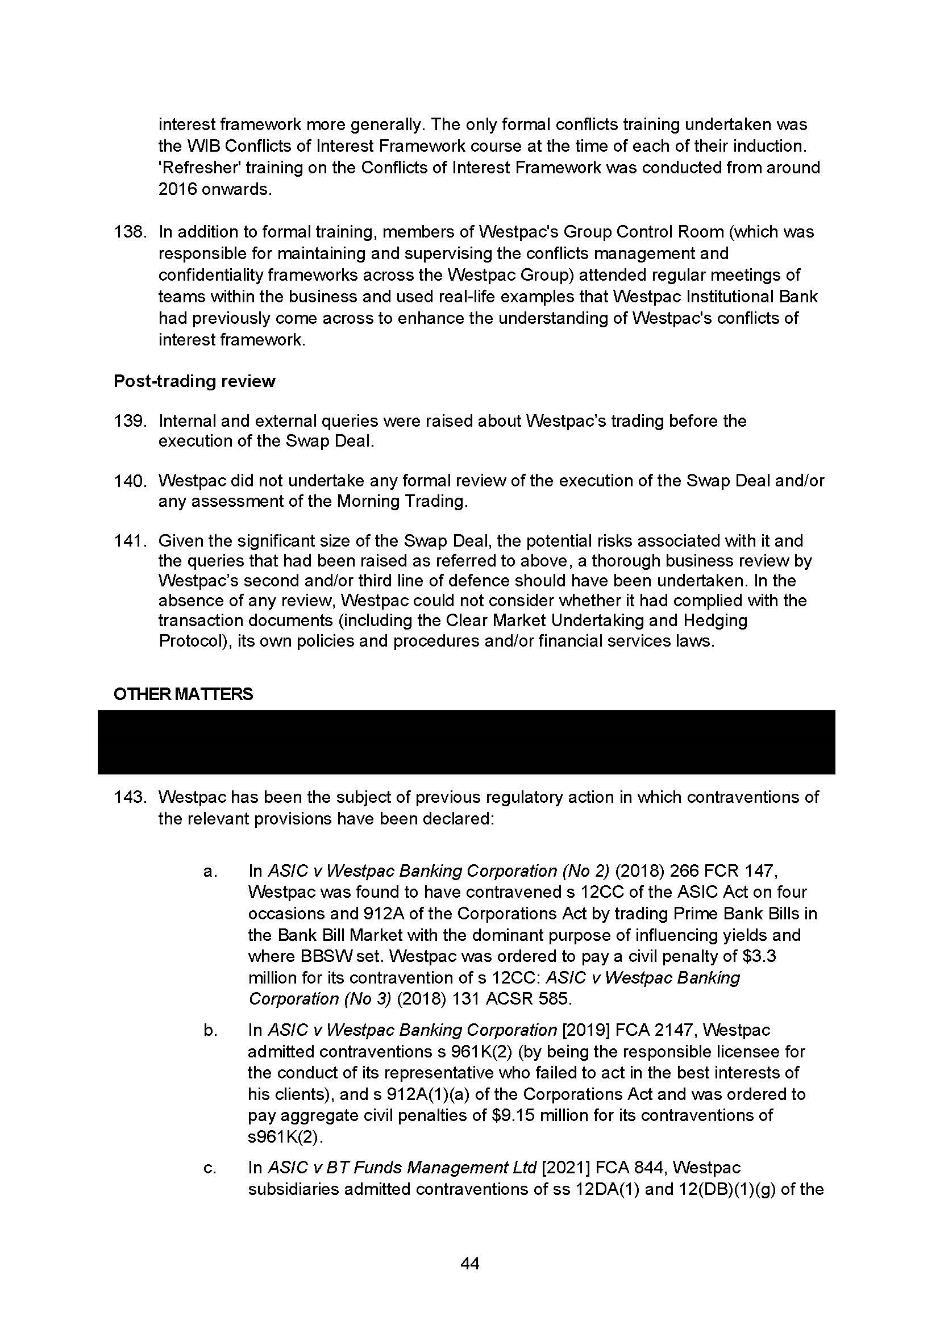 interest framework more generally. The only formal conflicts training undertaken was
the WIB Conflicts of Interest Framework course at the time of each of their induction.
'Refresher' training on the Conflicts of Interest Framework was conducted from around
2016 onwards.
138. In addition to formal training, members of Westpac's Group Control Room (which was
responsible for maintaining and supervising the conflicts management and
confidentiality frameworks across the Westpac Group) attended regular meetings of
teams within the business and used real-life examples that Westpac Institutional Bank
had previously come across to enhance the understanding of Westpac's conflicts of
interest framework.
Post-trading review
139. Internal and external queries were raised about Westpac’s trading before the
execution of the Swap Deal.
140. Westpac did not undertake any formal review of the execution of the Swap Deal and/or
any assessment of the Morning Trading.
141. Given the significant size of the Swap Deal, the potential risks associated with it and
the queries that had been raised as referred to above, a thorough business review by
Westpac’s second and/or third line of defence should have been undertaken. In the
absence of any review, Westpac could not consider whether it had complied with the
transaction documents (including the Clear Market Undertaking and Hedging
Protocol), its own policies and procedures and/or financial services laws.
OTHER MATTERS
143. Westpac has been the subject of previous regulatory action in which contraventions of
the relevant provisions have been declared:
a. In ASIC v Westpac Banking Corporation (No 2) (2018) 266 FCR 147,
Westpac was found to have contravened s 12CC of the ASIC Act on four
occasions and 912A of the Corporations Act by trading Prime Bank Bills in
the Bank Bill Market with the dominant purpose of influencing yields and
where BBSW set. Westpac was ordered to pay a civil penalty of $3.3
million for its contravention of s 12CC: ASIC v Westpac Banking
Corporation (No 3) (2018) 131 ACSR 585.
b. In ASIC v Westpac Banking Corporation [2019] FCA 2147, Westpac
admitted contraventions s 961K(2) (by being the responsible licensee for
the conduct of its representative who failed to act in the best interests of
his clients), and s 912A(1)(a) of the Corporations Act and was ordered to
pay aggregate civil penalties of $9.15 million for its contraventions of
s961K(2).
c. In ASIC v BT Funds Management Ltd [2021] FCA 844, Westpac
subsidiaries admitted contraventions of ss 12DA(1) and 12(DB)(1)(g) of the
44